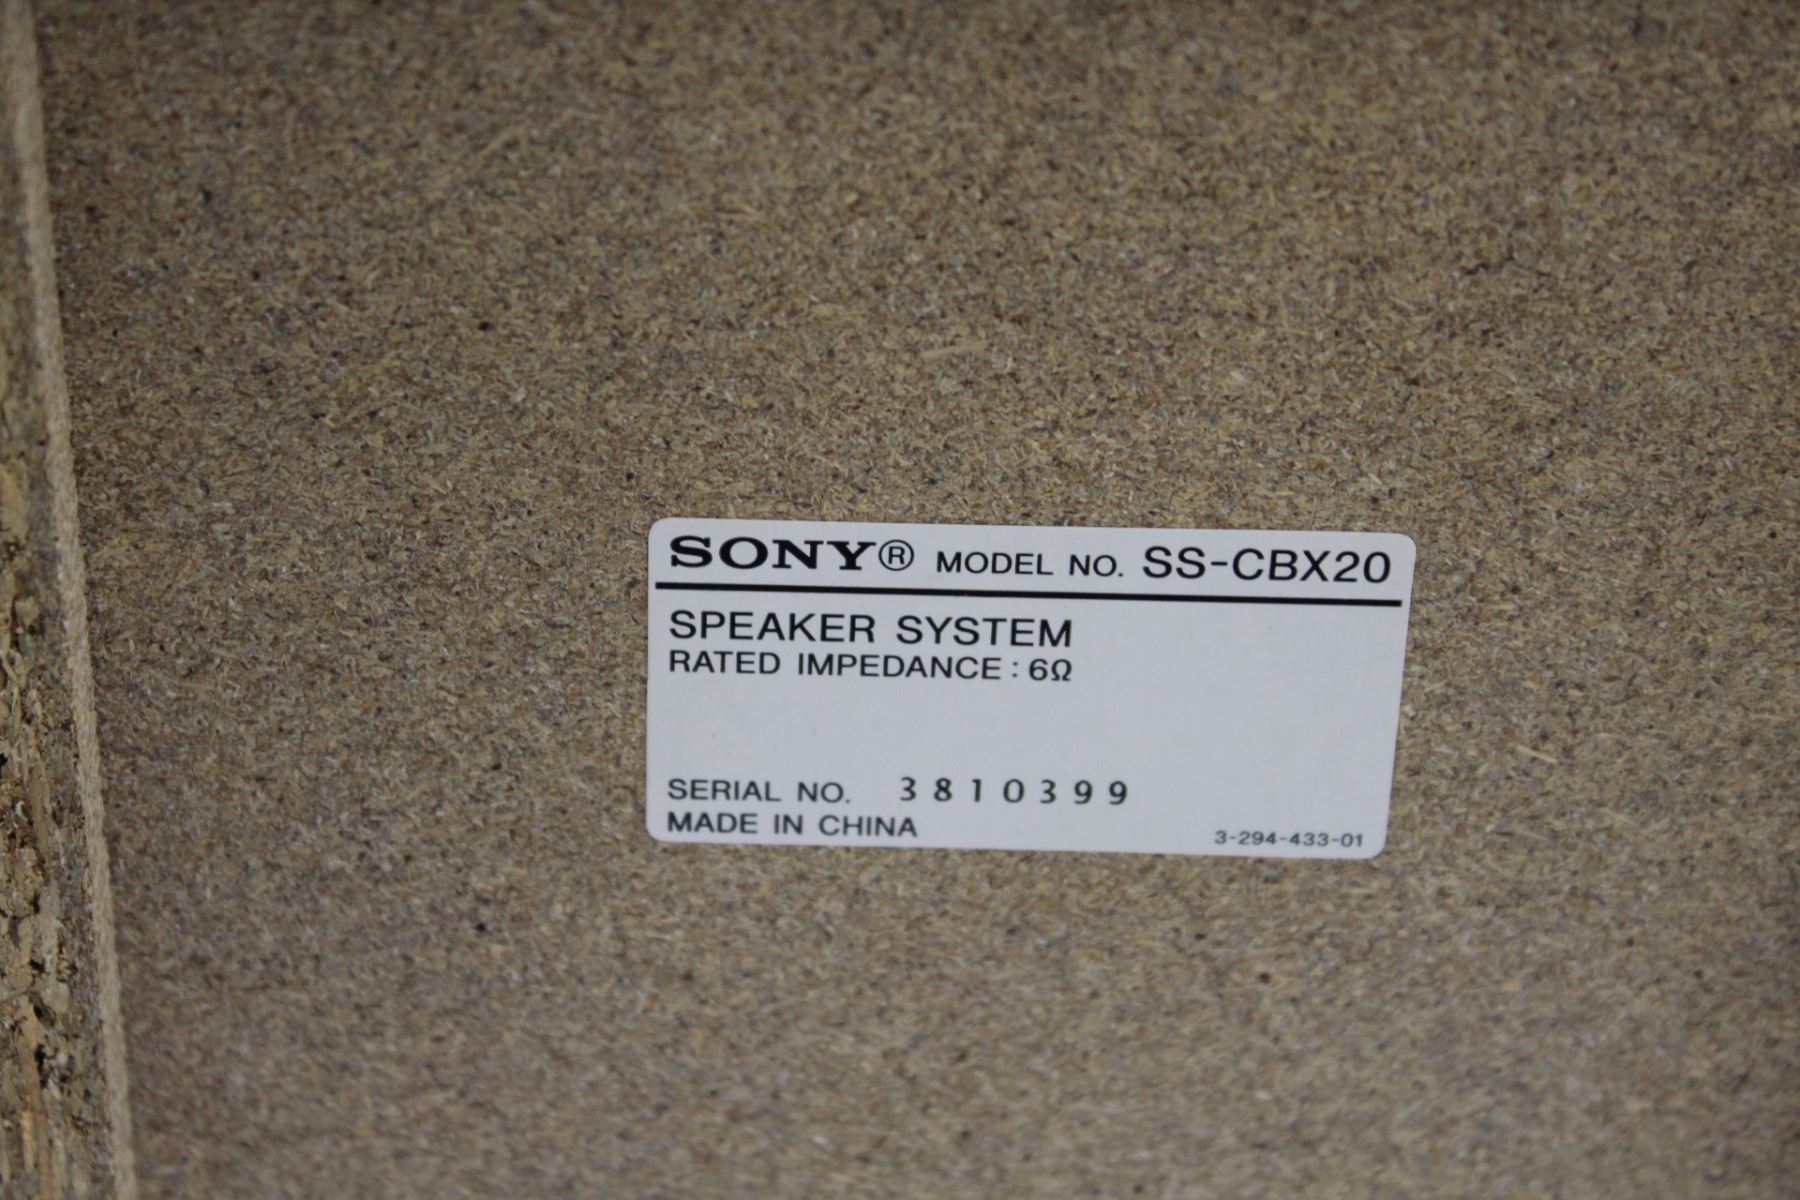 SONY® MODEL NO. SS-CBX20
SPEAKER SYSTEM
RATED IMPEDANCE : 6Ω
SERIAL NO. 3810399
MADE IN CHINA
3-294-433-01